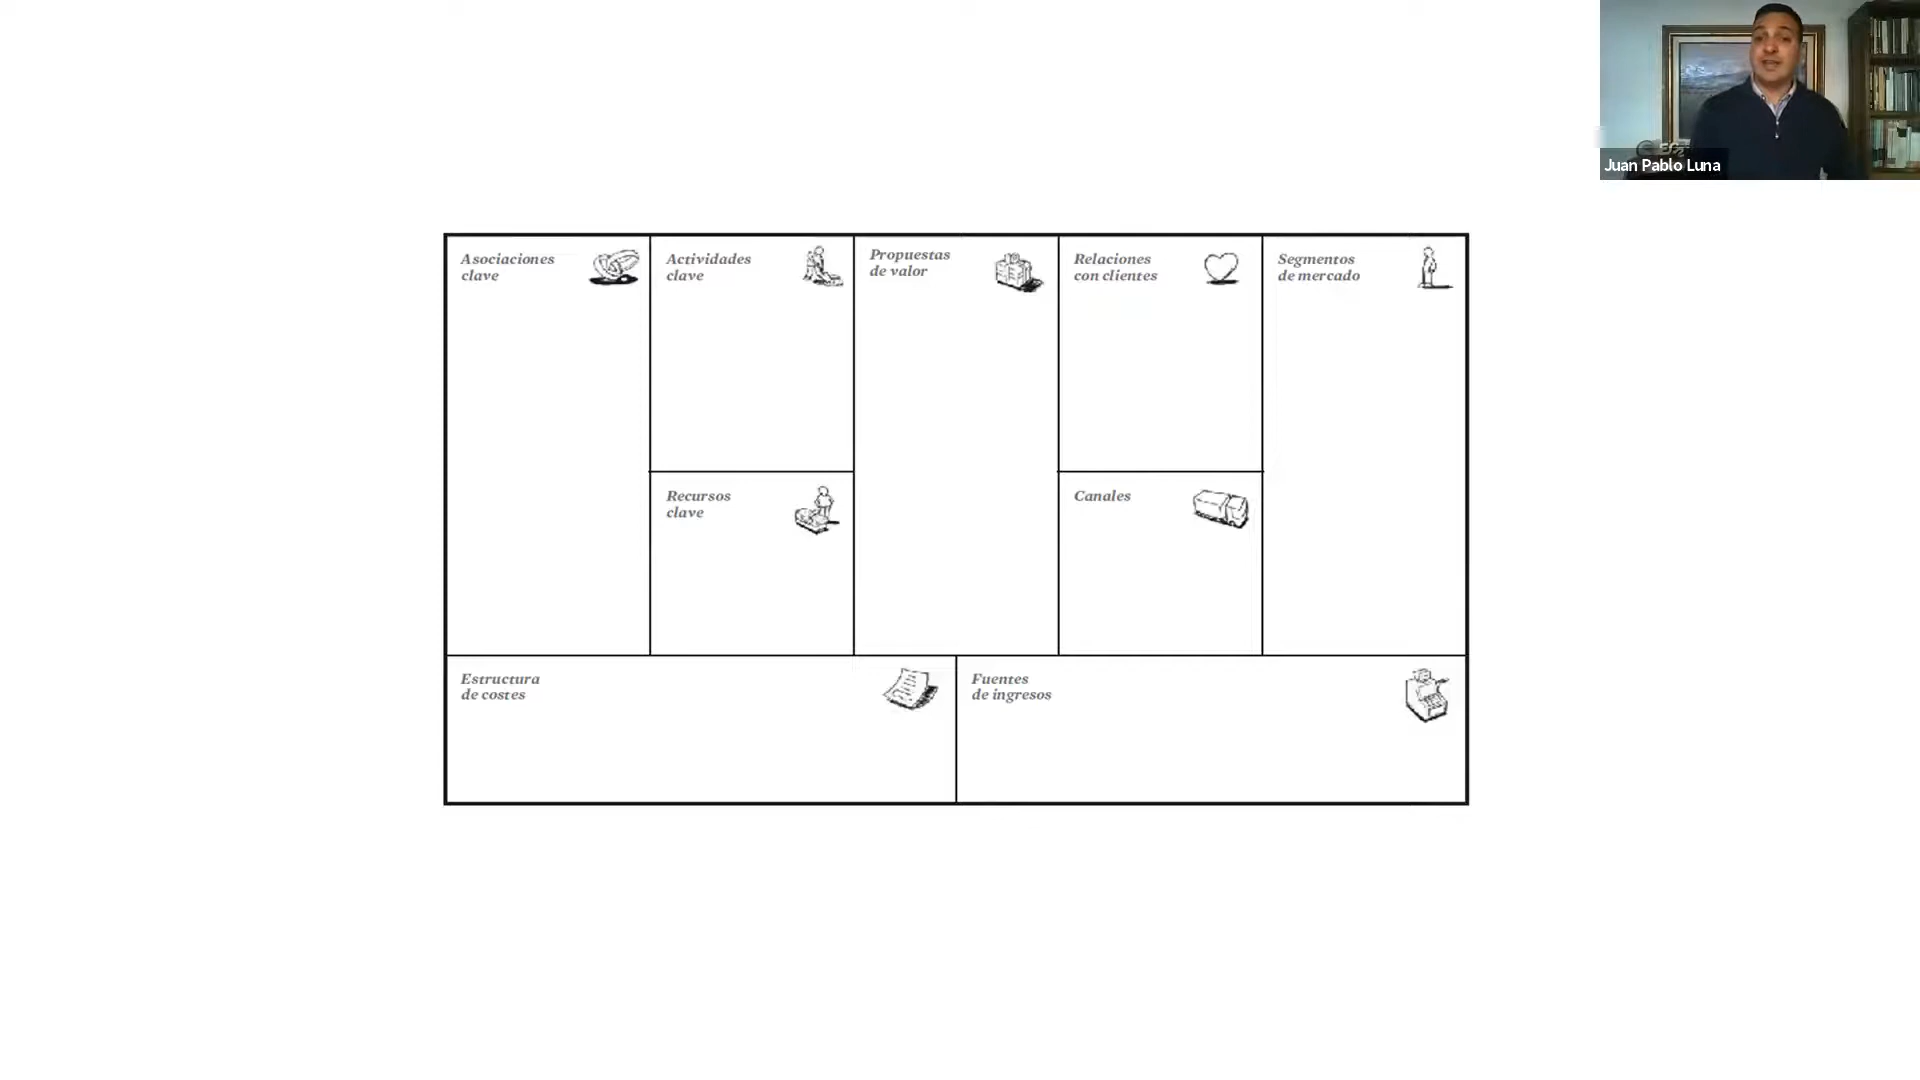 Juan Pablo Luna
Asociaciones
clave
Actividades
clave
Propuestas
de valor
Relaciones
con clientes
Segmentos
de mercado
Recursos
clave
Canales
Estructura
de costes
Fuentes
de ingresos